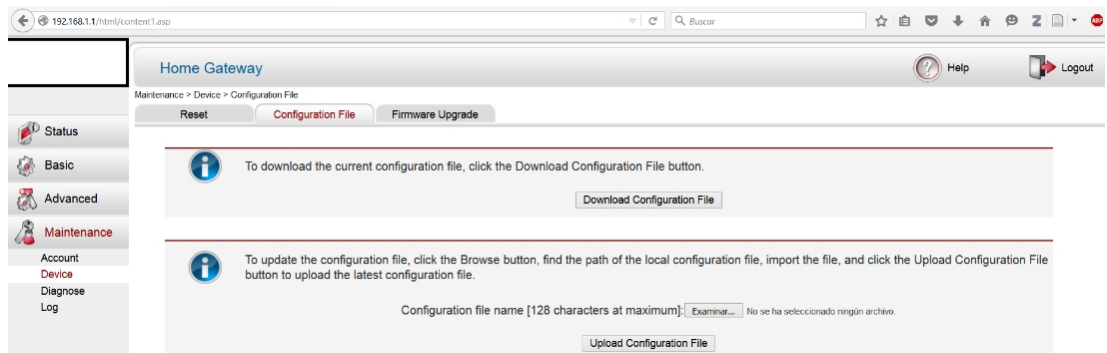 192.168.1.1/html/content1.asp
Buscar
ABP
Home Gateway
Help
Logout
Maintenance > Device > Configuration File
Reset
Configuration File
Firmware Upgrade
Status
Basic
Advanced
Maintenance
Account
Device
Diagnose
Log
To download the current configuration file, click the Download Configuration File button.
Download Configuration File
To update the configuration file, click the Browse button, find the path of the local configuration file, import the file, and click the Upload Configuration File
button to upload the latest configuration file.
Configuration file name [128 characters at maximum]: Examinar... No se ha seleccionado ningún archivo.
Upload Configuration File